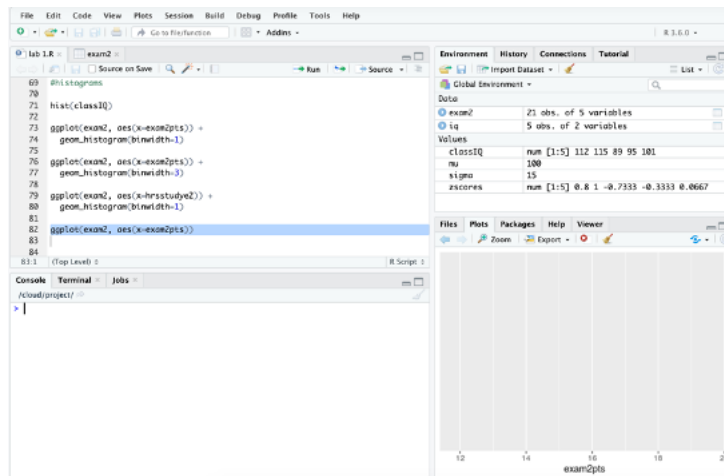 File Edit Code View Plots Session Build Debug Profile Tools Help
Go to file/function Addins R 3.6.0
lab 1.R exam2
Source on Save Run Source
69 #histograms
70
71 hist(classIQ)
72
73 ggplot(exam2, aes(x=exam2pts)) +
74 geom_histogram(binwidth=1)
75
76 ggplot(exam2, aes(x=exam2pts)) +
77 geom_histogram(binwidth=3)
78
79 ggplot(exam2, aes(x=hrsstudye2)) +
80 geom_histogram(binwidth=1)
81
82 ggplot(exam2, aes(x=exam2pts))
83
84
83:1 (Top Level) R Script
Console Terminal Jobs
/cloud/project/
>
Environment History Connections Tutorial
Import Dataset List
Global Environment
Data
exam2 21 obs. of 5 variables
iq 5 obs. of 2 variables
Values
classIQ num [1:5] 112 115 89 95 101
mu 100
sigma 15
zscores num [1:5] 0.8 1 -0.7333 -0.3333 0.0667
Files Plots Packages Help Viewer
Zoom Export
12 14 16 18
exam2pts